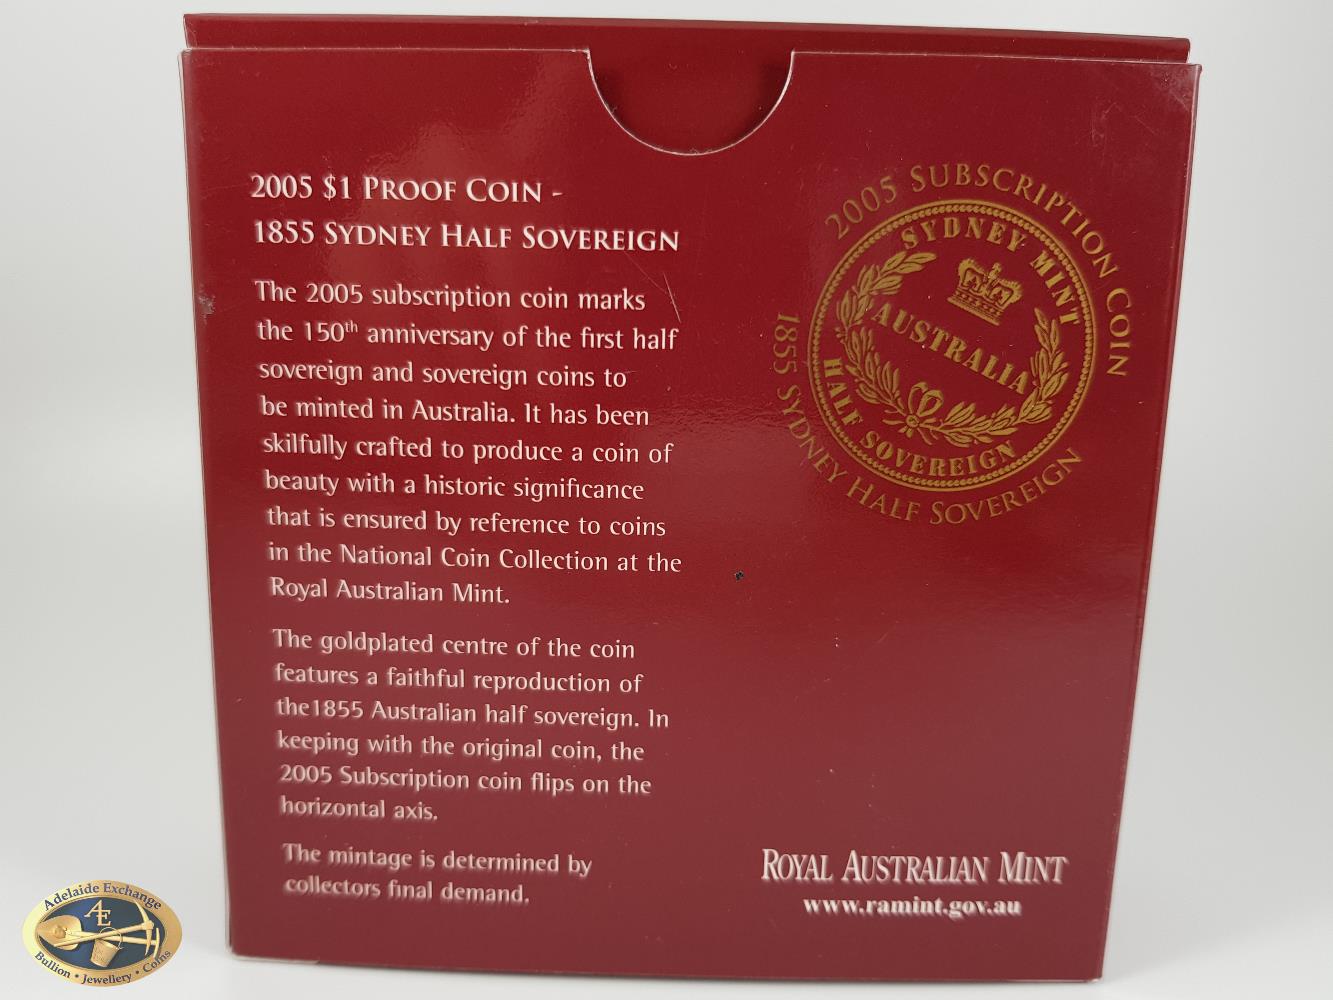 2005 $1 PROOF COIN -
1855 SYDNEY HALF SOVEREIGN
The 2005 subscription coin marks
the 150th anniversary of the first half
sovereign and sovereign coins to
be minted in Australia. It has been
skilfully crafted to produce a coin of
beauty with a historic significance
that is ensured by reference to coins
in the National Coin Collection at the
Royal Australian Mint.
The goldplated centre of the coin
features a faithful reproduction of
the1855 Australian half sovereign. In
keeping with the original coin, the
2005 Subscription coin flips on the
horizontal axis.
The mintage is determined by
collectors final demand.
2005 SUBSCRIPTION COIN
1855 SYDNEY HALF SOVEREIGN
SYDNEY MINT
AUSTRALIA
HALF SOVEREIGN
ROYAL AUSTRALIAN MINT
www.ramint.gov.au
Adelaide Exchange
AE
Bullion • Jewellery • Coins